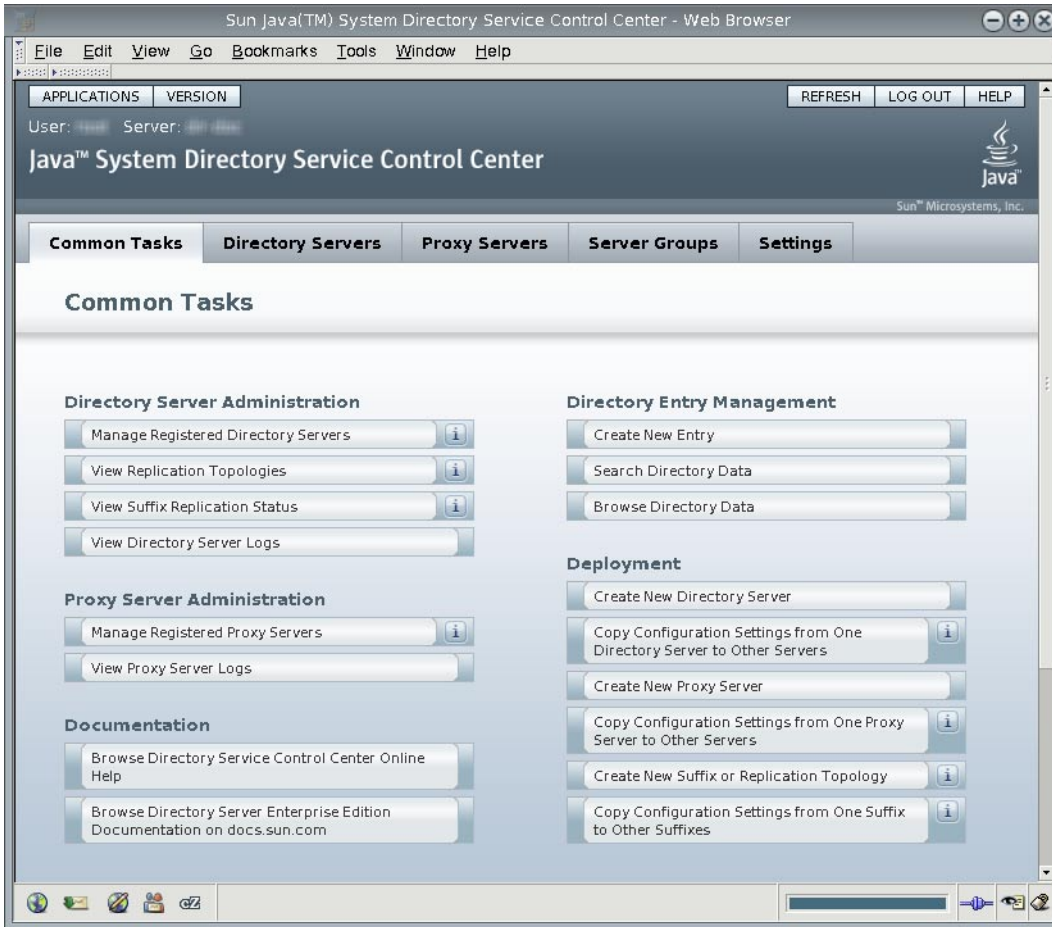 Sun Java(TM) System Directory Service Control Center - Web Browser
File Edit View Go Bookmarks Tools Window Help
APPLICATIONS VERSION REFRESH LOG OUT HELP
User: Server:
Java™ System Directory Service Control Center
Java™
Sun™ Microsystems, Inc.
Common Tasks Directory Servers Proxy Servers Server Groups Settings
Common Tasks
Directory Server Administration
Manage Registered Directory Servers
View Replication Topologies
View Suffix Replication Status
View Directory Server Logs
Proxy Server Administration
Manage Registered Proxy Servers
View Proxy Server Logs
Documentation
Browse Directory Service Control Center Online
Help
Browse Directory Server Enterprise Edition
Documentation on docs.sun.com
Directory Entry Management
Create New Entry
Search Directory Data
Browse Directory Data
Deployment
Create New Directory Server
Copy Configuration Settings from One
Directory Server to Other Servers
Create New Proxy Server
Copy Configuration Settings from One Proxy
Server to Other Servers
Create New Suffix or Replication Topology
Copy Configuration Settings from One Suffix
to Other Suffixes